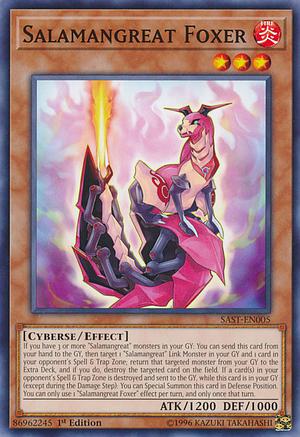 Salamangreat Foxer
FIRE
炎
SAST-EN005
[Cyberse/Effect]
If you have 3 or more "Salamangreat" monsters in your GY: You can send this card from
your hand to the GY, then target 1 "Salamangreat" Link Monster in your GY and 1 card in
your opponent's Spell & Trap Zone; return that targeted monster from your GY to the
Extra Deck, and if you do, destroy the targeted card on the field. If a card(s) in your
opponent's Spell & Trap Zone is destroyed and sent to the GY, while this card is in your GY
(except during the Damage Step): You can Special Summon this card in Defense Position.
You can only use 1 "Salamangreat Foxer" effect per turn, and only once that turn.
ATK/1200 DEF/1000
86962245 1st Edition ©1996 KAZUKI TAKAHASHI